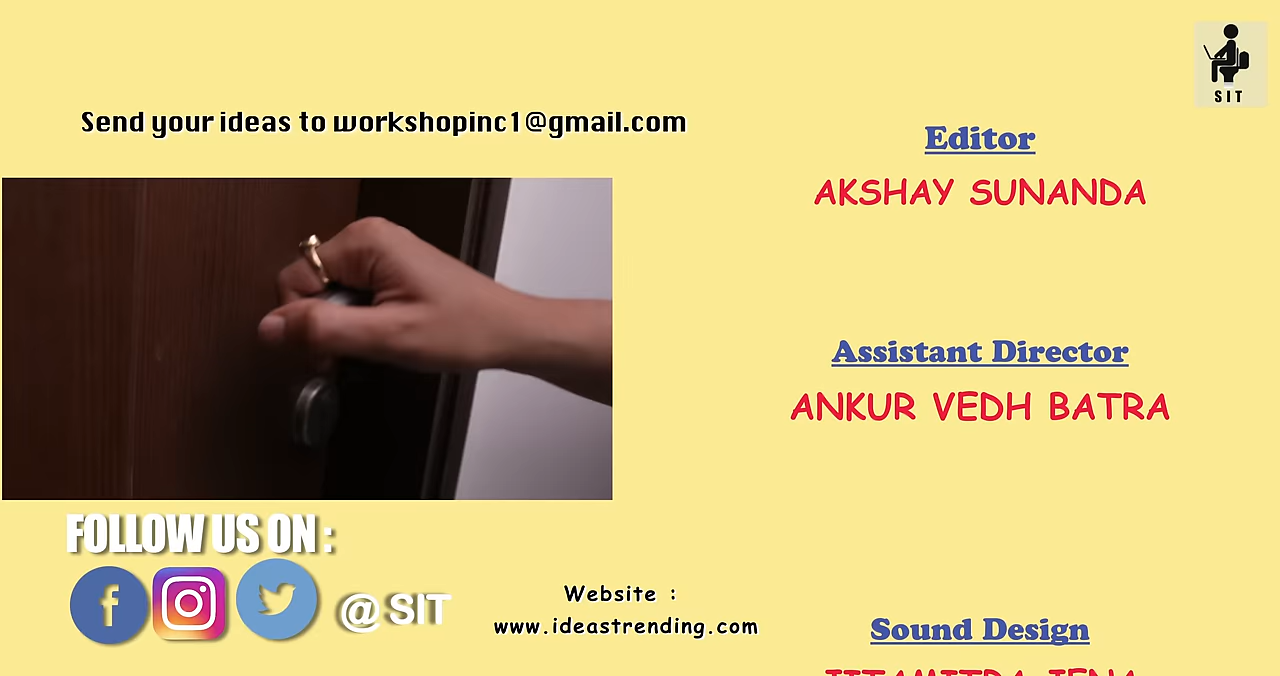 SIT
Send your ideas to workshopinc1@gmail.com
Editor
AKSHAY SUNANDA
Assistant Director
ANKUR VEDH BATRA
FOLLOW US ON :
@ SIT
Website :
www.ideastrending.com
Sound Design